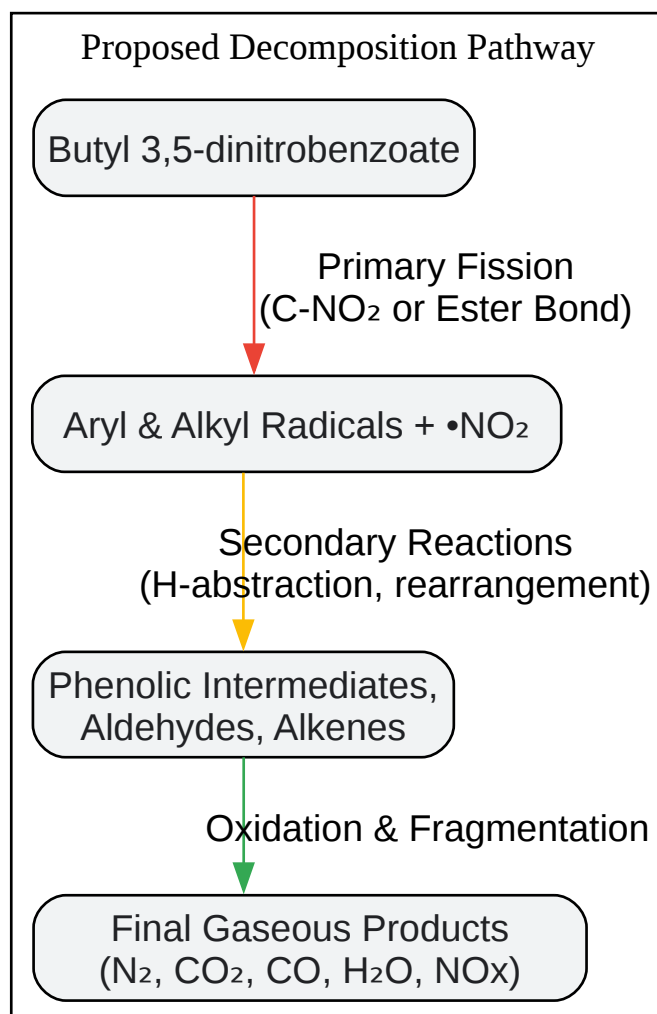 Proposed Decomposition Pathway
Butyl 3,5-dinitrobenzoate
Primary Fission
(C-NO₂ or Ester Bond)
Aryl & Alkyl Radicals + •NO₂
Secondary Reactions
(H-abstraction, rearrangement)
Phenolic Intermediates,
Aldehydes, Alkenes
Oxidation & Fragmentation
Final Gaseous Products
(N₂, CO₂, CO, H₂O, NOx)